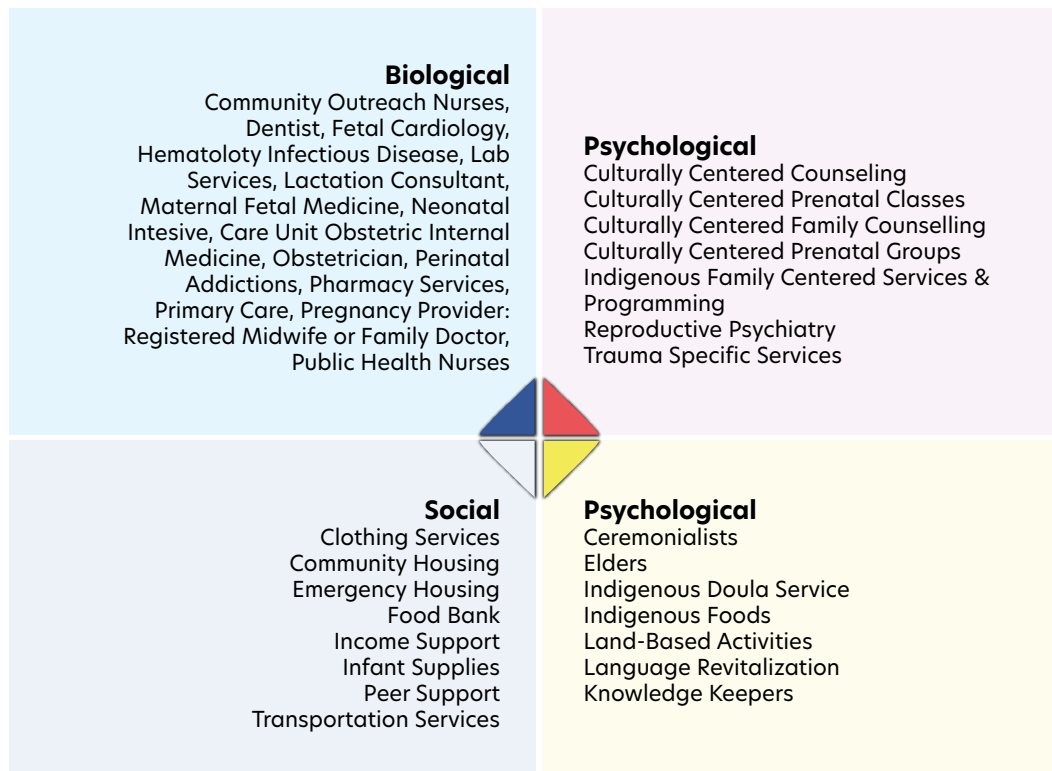 Biological
Community Outreach Nurses,
Dentist, Fetal Cardiology,
Hematoloty Infectious Disease, Lab
Services, Lactation Consultant,
Maternal Fetal Medicine, Neonatal
Intesive, Care Unit Obstetric Internal
Medicine, Obstetrician, Perinatal
Addictions, Pharmacy Services,
Primary Care, Pregnancy Provider:
Registered Midwife or Family Doctor,
Public Health Nurses
Psychological
Culturally Centered Counseling
Culturally Centered Prenatal Classes
Culturally Centered Family Counselling
Culturally Centered Prenatal Groups
Indigenous Family Centered Services &
Programming
Reproductive Psychiatry
Trauma Specific Services
Social
Clothing Services
Community Housing
Emergency Housing
Food Bank
Income Support
Infant Supplies
Peer Support
Transportation Services
Psychological
Ceremonialists
Elders
Indigenous Doula Service
Indigenous Foods
Land-Based Activities
Language Revitalization
Knowledge Keepers